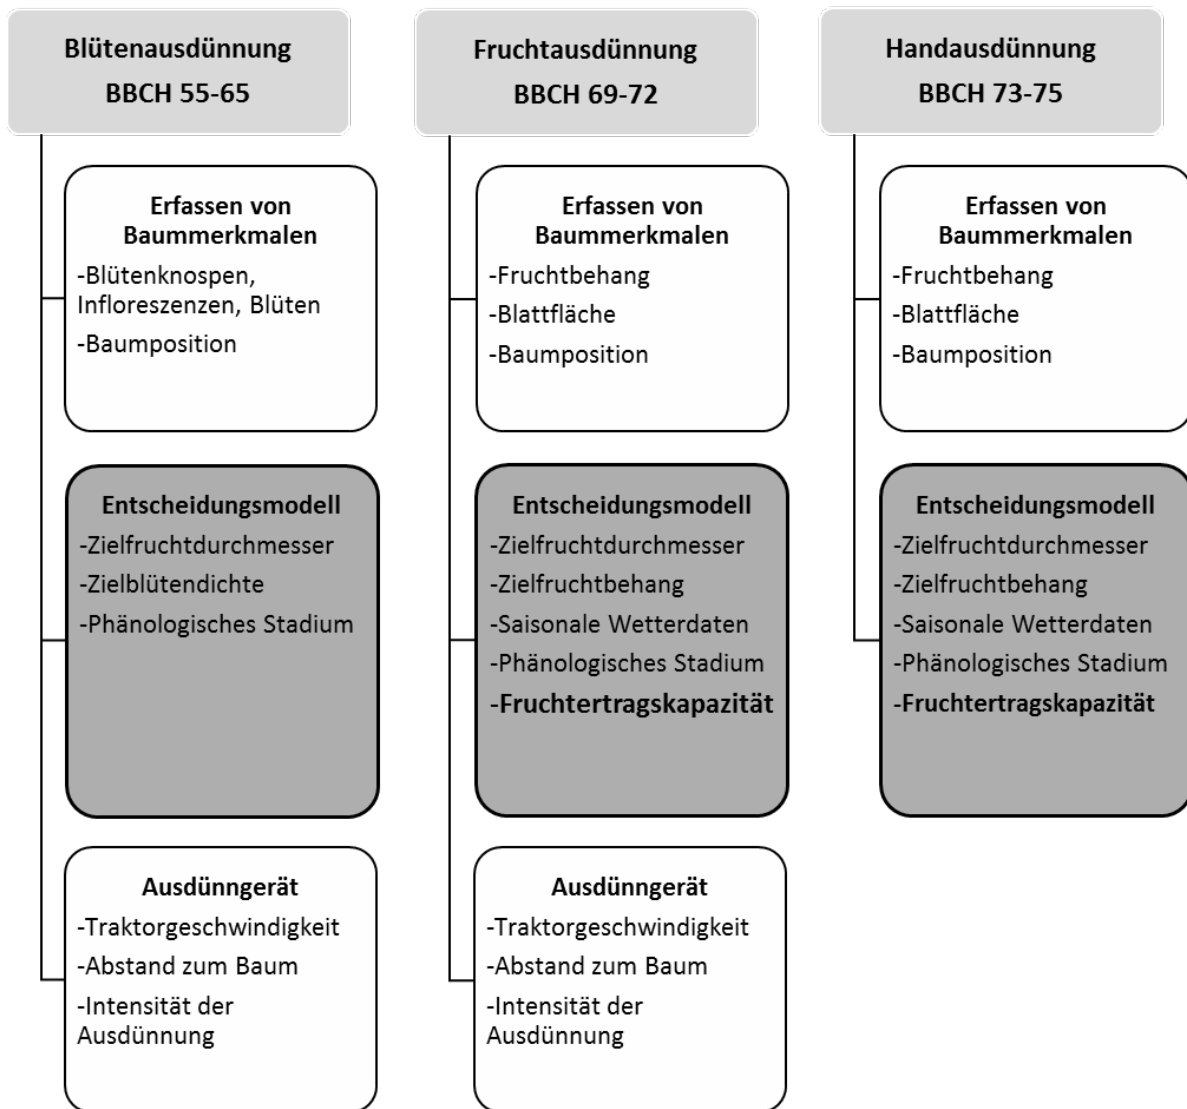 Blütenausdünnung
BBCH 55-65
Erfassen von
Baummerkmalen
-Blütenknospen,
Infloreszenzen, Blüten
-Baumposition
Entscheidungsmodell
-Zielfruchtdurchmesser
-Zielblütendichte
-Phänologisches Stadium
Ausdünngerät
-Traktorgeschwindigkeit
-Abstand zum Baum
-Intensität der
Ausdünnung
Fruchtausdünnung
BBCH 69-72
Erfassen von
Baummerkmalen
-Fruchtbehang
-Blattfläche
-Baumposition
Entscheidungsmodell
-Zielfruchtdurchmesser
-Zielfruchtbehang
-Saisonale Wetterdaten
-Phänologisches Stadium
-Fruchtertragskapazität
Ausdünngerät
-Traktorgeschwindigkeit
-Abstand zum Baum
-Intensität der
Ausdünnung
Handausdünnung
BBCH 73-75
Erfassen von
Baummerkmalen
-Fruchtbehang
-Blattfläche
-Baumposition
Entscheidungsmodell
-Zielfruchtdurchmesser
-Zielfruchtbehang
-Saisonale Wetterdaten
-Phänologisches Stadium
-Fruchtertragskapazität